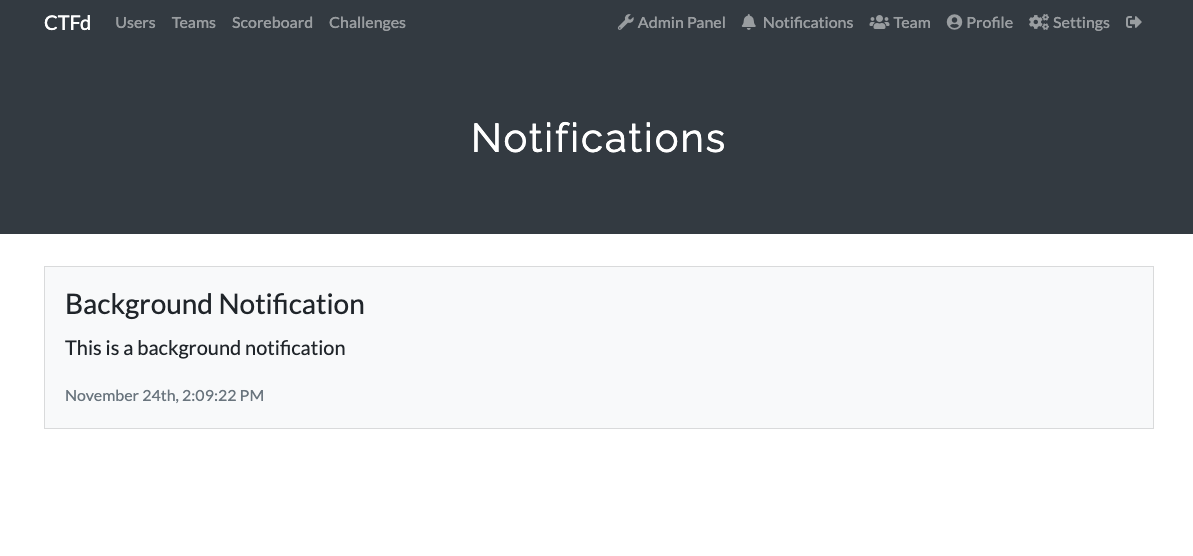 CTFd Users Teams Scoreboard Challenges Admin Panel Notifications Team Profile Settings
Notifications
Background Notification
This is a background notification
November 24th, 2:09:22 PM